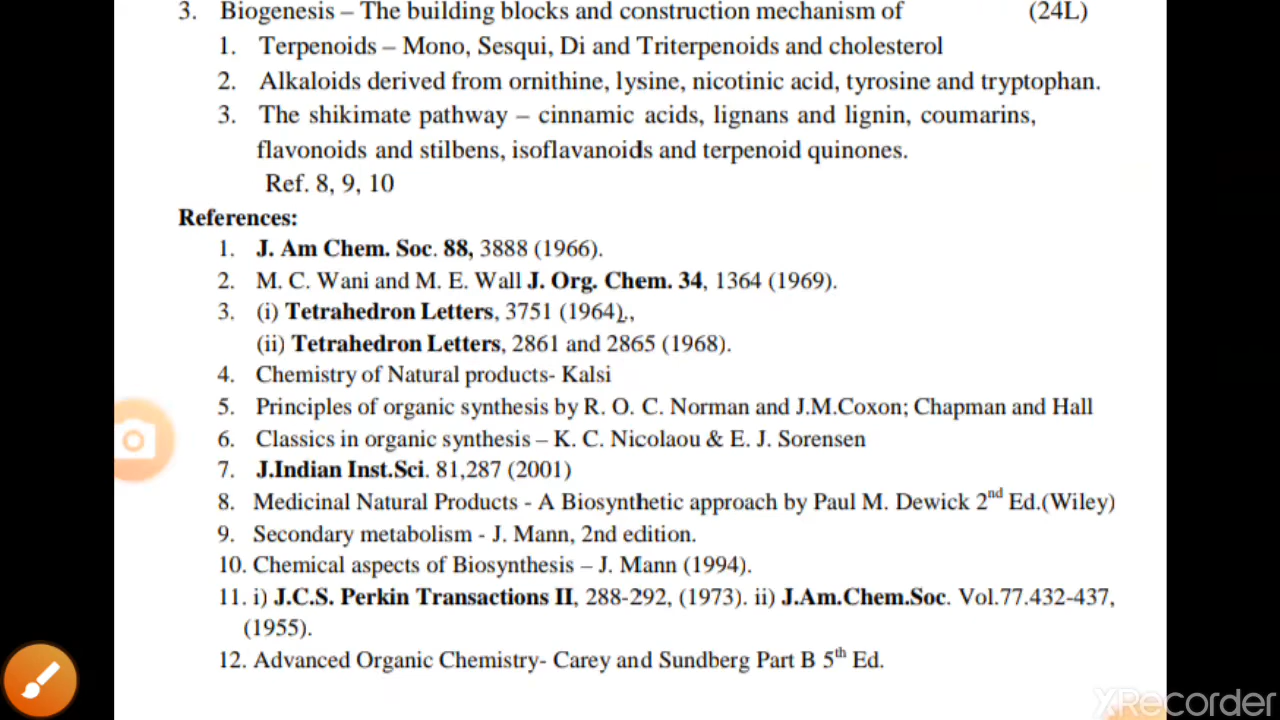 3. Biogenesis – The building blocks and construction mechanism of (24L)
1. Terpenoids – Mono, Sesqui, Di and Triterpenoids and cholesterol
2. Alkaloids derived from ornithine, lysine, nicotinic acid, tyrosine and tryptophan.
3. The shikimate pathway – cinnamic acids, lignans and lignin, coumarins,
flavonoids and stilbens, isoflavanoids and terpenoid quinones.
Ref. 8, 9, 10
References:
1. J. Am Chem. Soc. 88, 3888 (1966).
2. M. C. Wani and M. E. Wall J. Org. Chem. 34, 1364 (1969).
3. (i) Tetrahedron Letters, 3751 (1964).,
(ii) Tetrahedron Letters, 2861 and 2865 (1968).
4. Chemistry of Natural products- Kalsi
5. Principles of organic synthesis by R. O. C. Norman and J.M.Coxon; Chapman and Hall
6. Classics in organic synthesis – K. C. Nicolaou & E. J. Sorensen
7. J.Indian Inst.Sci. 81,287 (2001)
8. Medicinal Natural Products - A Biosynthetic approach by Paul M. Dewick 2nd Ed.(Wiley)
9. Secondary metabolism - J. Mann, 2nd edition.
10. Chemical aspects of Biosynthesis – J. Mann (1994).
11. i) J.C.S. Perkin Transactions II, 288-292, (1973). ii) J.Am.Chem.Soc. Vol.77.432-437,
(1955).
12. Advanced Organic Chemistry- Carey and Sundberg Part B 5th Ed.
XRecorder